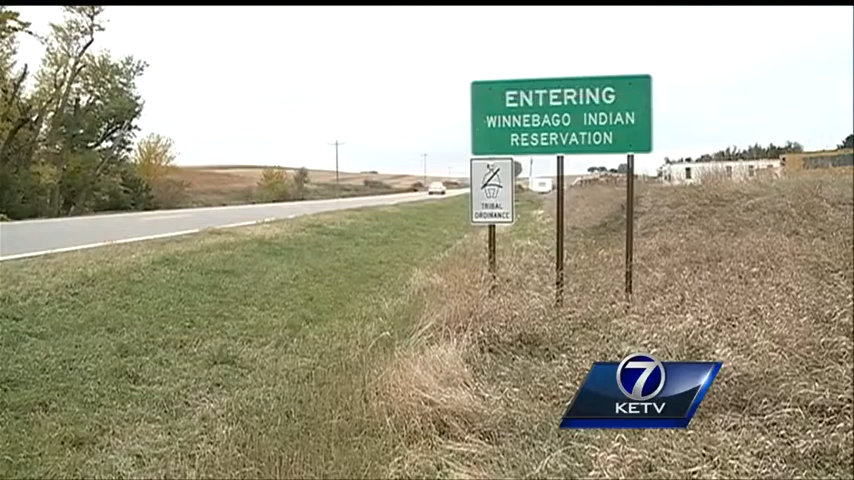 ENTERING
WINNEBAGO INDIAN
RESERVATION
TRIBAL
ORDINANCE
7
KETV